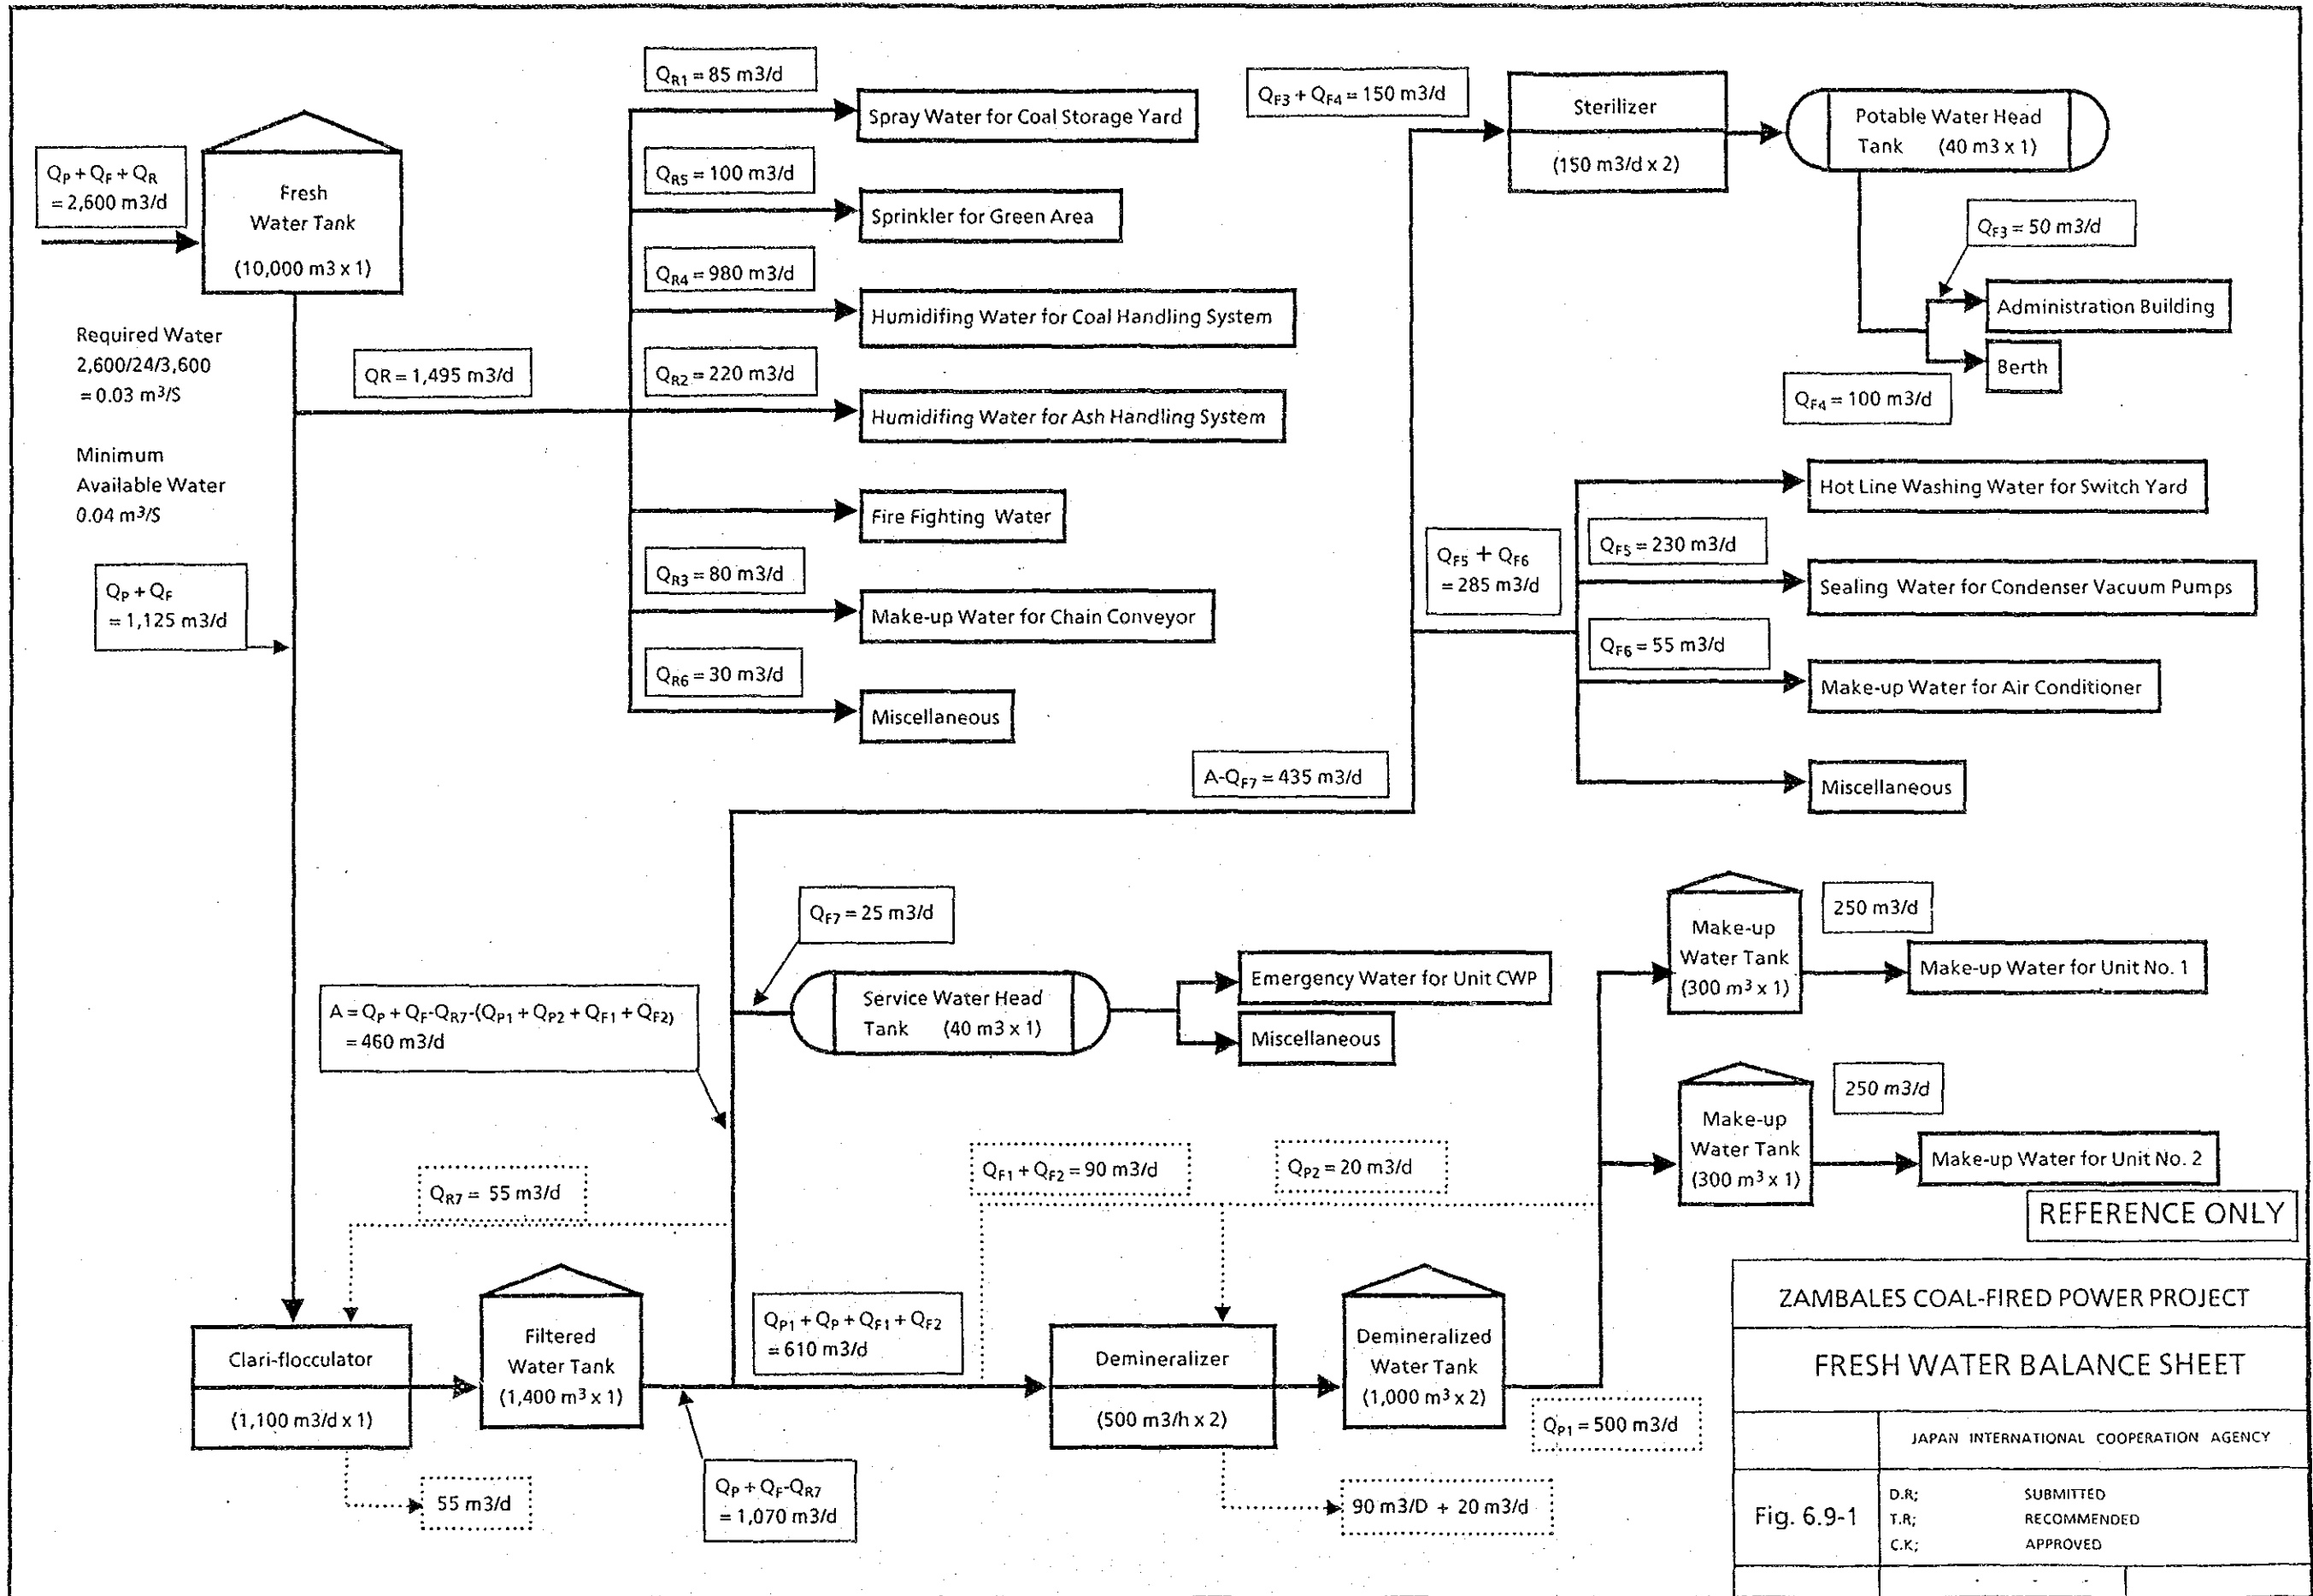 QP + QF + QR
= 2,600 m3/d
Fresh
Water Tank
(10,000 m3 x 1)
Required Water
2,600/24/3,600
= 0.03 m³/S
Minimum
Available Water
0.04 m³/S
QP + QF
= 1,125 m3/d
QR = 1,495 m3/d
QR1 = 85 m3/d
Spray Water for Coal Storage Yard
QR5 = 100 m3/d
Sprinkler for Green Area
QR4 = 980 m3/d
Humidifing Water for Coal Handling System
QR2 = 220 m3/d
Humidifing Water for Ash Handling System
Fire Fighting Water
QR3 = 80 m3/d
Make-up Water for Chain Conveyor
QR6 = 30 m3/d
Miscellaneous
QF3 + QF4 = 150 m3/d
Sterilizer
(150 m3/d x 2)
Potable Water Head
Tank (40 m3 x 1)
QF3 = 50 m3/d
Administration Building
Berth
QF4 = 100 m3/d
Hot Line Washing Water for Switch Yard
QF5 + QF6
= 285 m3/d
QF5 = 230 m3/d
Sealing Water for Condenser Vacuum Pumps
QF6 = 55 m3/d
Make-up Water for Air Conditioner
Miscellaneous
A-QF7 = 435 m3/d
QF7 = 25 m3/d
Service Water Head
Tank (40 m3 x 1)
Emergency Water for Unit CWP
Miscellaneous
A = QP + QF-QR7-(QP1 + QP2 + QF1 + QF2)
= 460 m3/d
Make-up
Water Tank
(300 m³ x 1)
250 m3/d
Make-up Water for Unit No. 1
Make-up
Water Tank
(300 m³ x 1)
250 m3/d
Make-up Water for Unit No. 2
QR7 = 55 m3/d
QF1 + QF2 = 90 m3/d
QP2 = 20 m3/d
Clari-flocculator
(1,100 m3/d x 1)
55 m3/d
Filtered
Water Tank
(1,400 m³ x 1)
QP + QF-QR7
= 1,070 m3/d
QP1 + QP + QF1 + QF2
= 610 m3/d
Demineralizer
(500 m3/h x 2)
90 m3/D + 20 m3/d
Demineralized
Water Tank
(1,000 m³ x 2)
QP1 = 500 m3/d
REFERENCE ONLY
ZAMBALES COAL-FIRED POWER PROJECT
FRESH WATER BALANCE SHEET
JAPAN INTERNATIONAL COOPERATION AGENCY
Fig. 6.9-1
D.R; SUBMITTED
T.R; RECOMMENDED
C.K; APPROVED